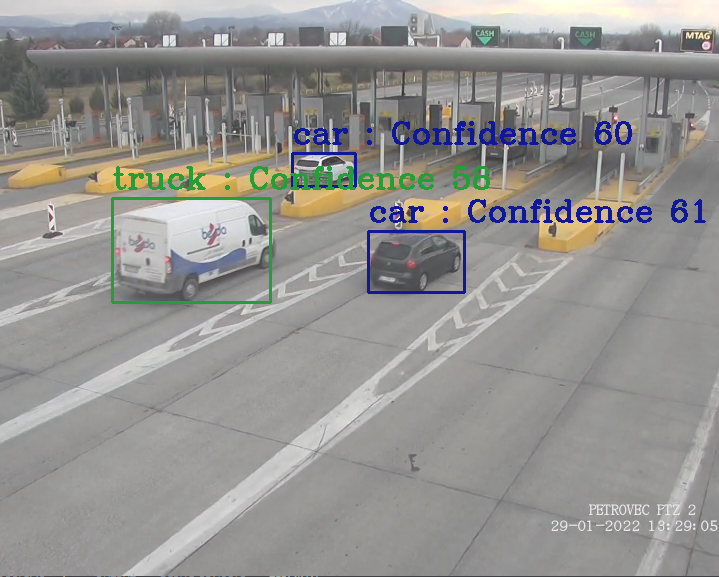 CASH
CASH
MTAG
car : Confidence 60
truck : Confidence 58
car : Confidence 61
PETROVEC PTZ 2
29-01-2022 13:29:05